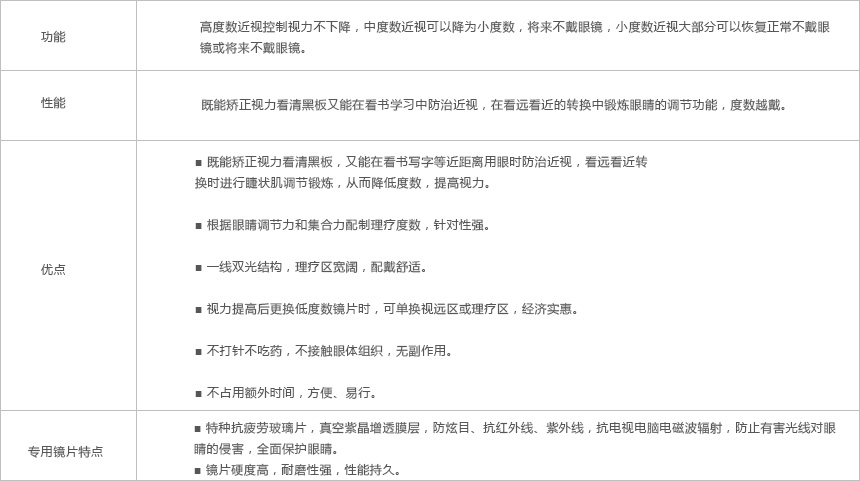 功能
高度数近视控制视力不下降，中度数近视可以降为小度数，将来不戴眼镜，小度数近视大部分可以恢复正常不戴眼
镜或将来不戴眼镜。
性能
既能矫正视力看清黑板又能在看书学习中防治近视，在看远看近的转换中锻炼眼睛的调节功能，度数越戴。
优点
■ 既能矫正视力看清黑板，又能在看书写字等近距离用眼时防治近视，看远看近转
换时进行睫状肌调节锻炼，从而降低度数，提高视力。
■ 根据眼睛调节力和集合力配制理疗度数，针对性强。
■ 一线双光结构，理疗区宽阔，配戴舒适。
■ 视力提高后更换低度数镜片时，可单换视远区或理疗区，经济实惠。
■ 不打针不吃药，不接触眼体组织，无副作用。
■ 不占用额外时间，方便、易行。
专用镜片特点
■ 特种抗疲劳玻璃片，真空紫晶增透膜层，防炫目、抗红外线、紫外线，抗电视电脑电磁波辐射，防止有害光线对眼
睛的侵害，全面保护眼睛。
■ 镜片硬度高，耐磨性强，性能持久。